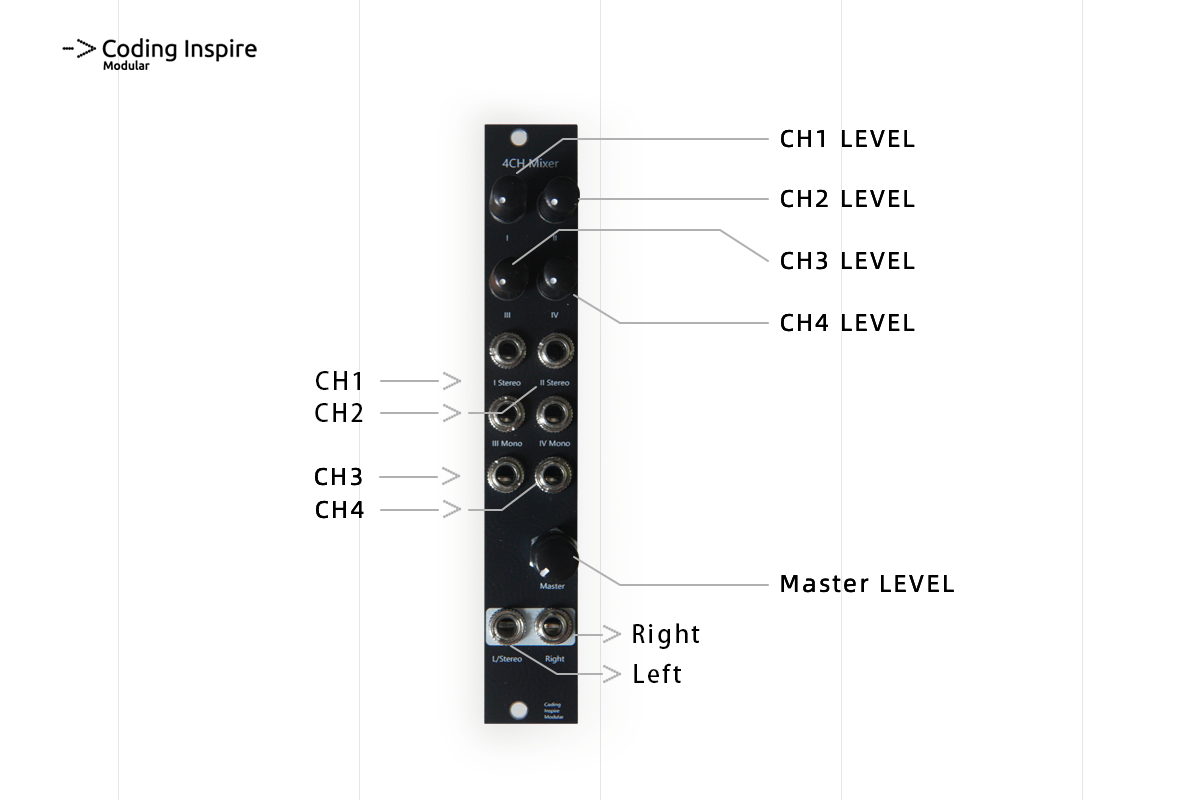 --> Coding Inspire
Modular
CH1 LEVEL
4CH Mixer
CH2 LEVEL
I
II
CH3 LEVEL
III
IV
CH4 LEVEL
CH1
I Stereo
II Stereo
CH2
III Mono
IV Mono
CH3
CH4
Master
Master LEVEL
Right
L/Stereo
Right
Left
Coding
Inspire
Modular